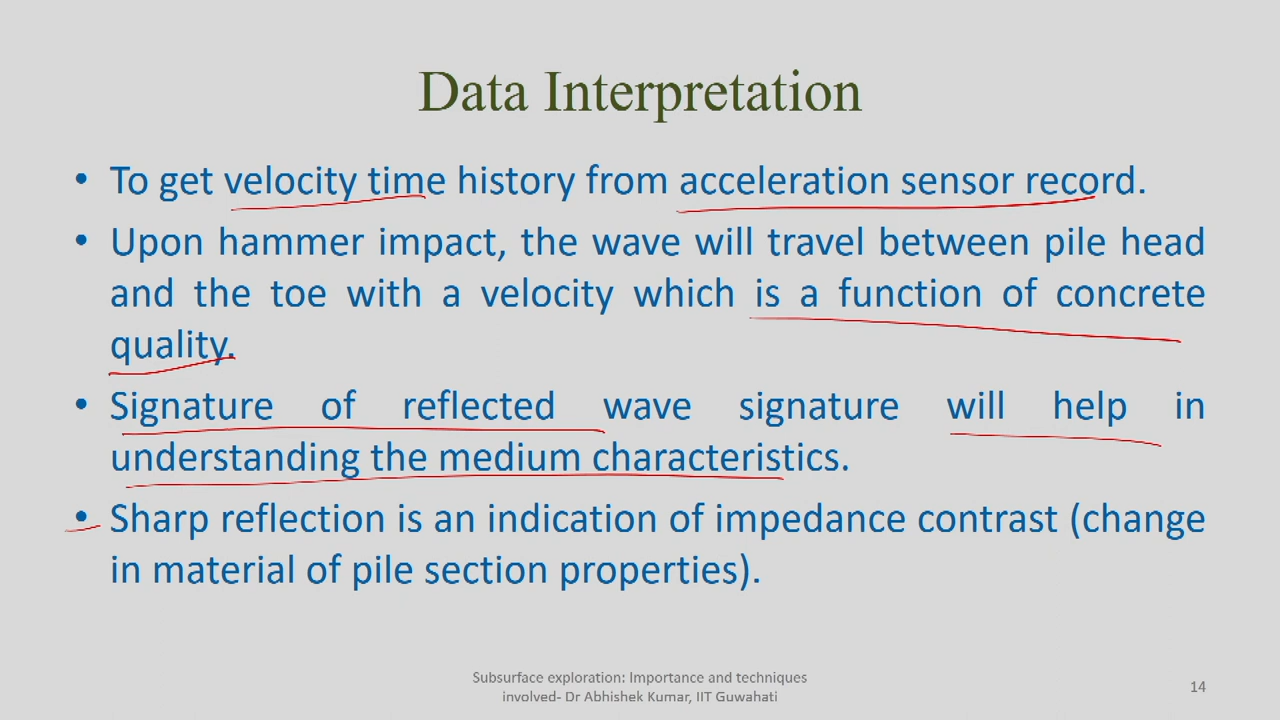 Data Interpretation
• To get velocity time history from acceleration sensor record.
• Upon hammer impact, the wave will travel between pile head
and the toe with a velocity which is a function of concrete
quality.
• Signature of reflected wave signature will help in
understanding the medium characteristics.
• Sharp reflection is an indication of impedance contrast (change
in material of pile section properties).
Subsurface exploration: Importance and techniques
involved- Dr Abhishek Kumar, IIT Guwahati
14